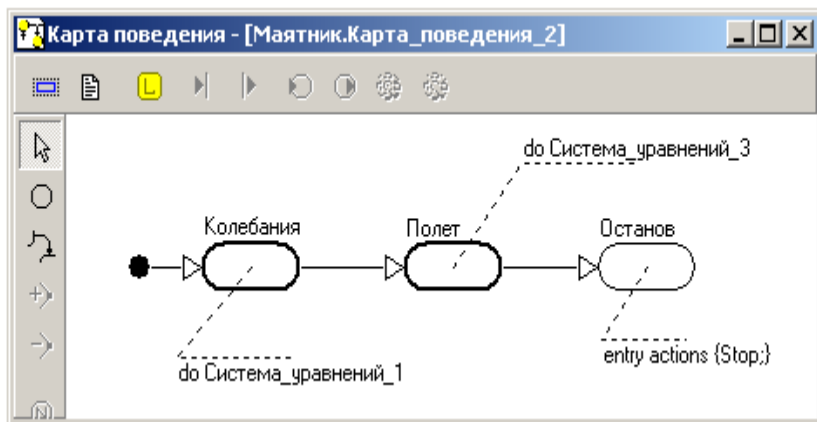 Карта поведения - [Маятник.Карта_поведения_2]
L
do Система_уравнений_3
Колебания
Полет
Останов
entry actions {Stop;}
do Система_уравнений_1
N